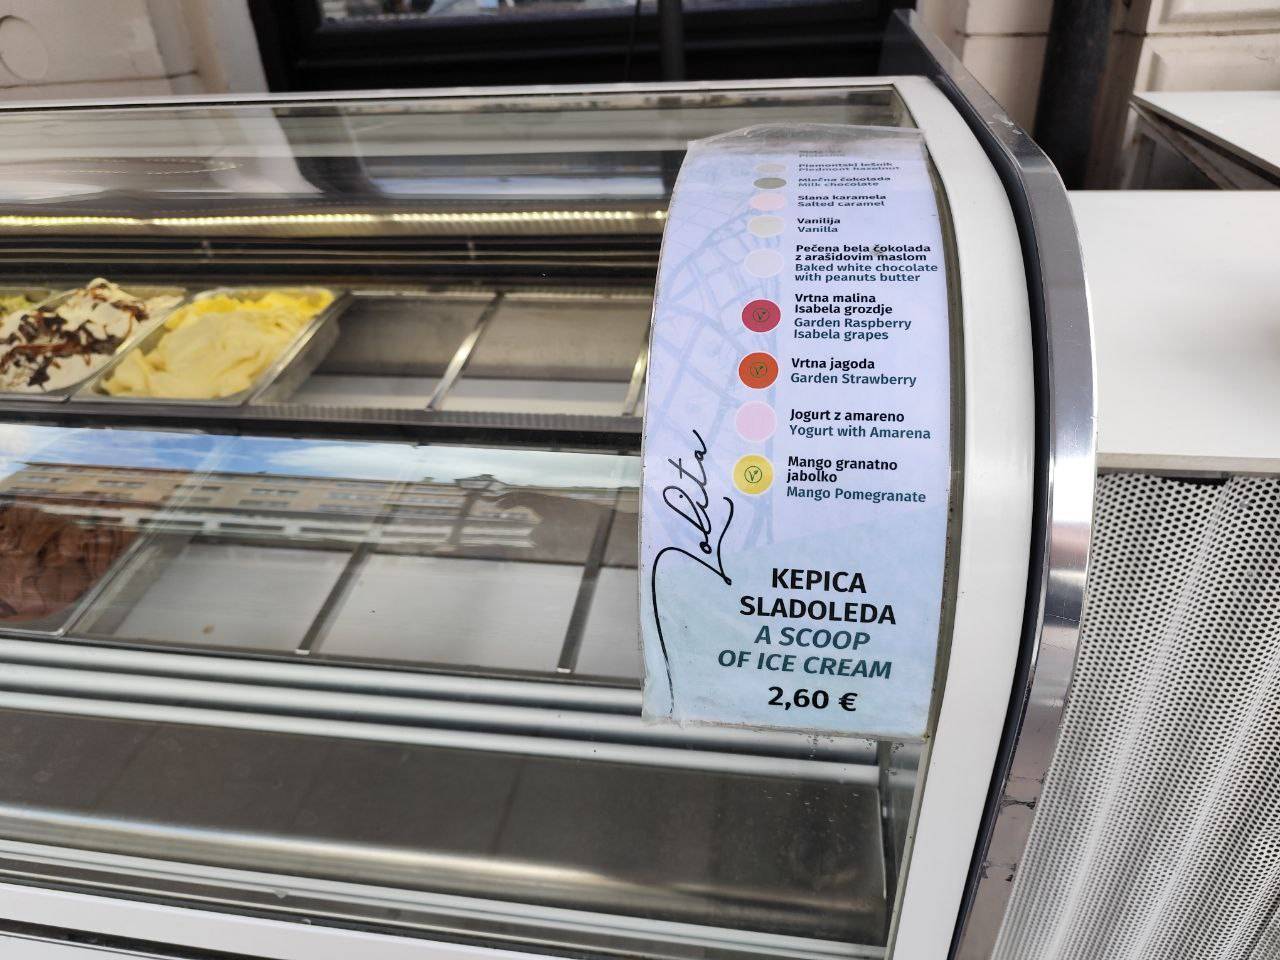 Piemontski lešnik
Piedmont hazelnut
Mlečna čokolada
Milk chocolate
Slana karamela
Salted caramel
Vanilija
Vanilla
Pečena bela čokolada
z arašidovim maslom
Baked white chocolate
with peanuts butter
Vrtna malina
Isabela grozdje
Garden Raspberry
Isabela grapes
Vrtna jagoda
Garden Strawberry
Jogurt z amareno
Yogurt with Amarena
Mango granatno
jabolko
Mango Pomegranate
Lolita
KEPICA
SLADOLEDA
A SCOOP
OF ICE CREAM
2,60 €